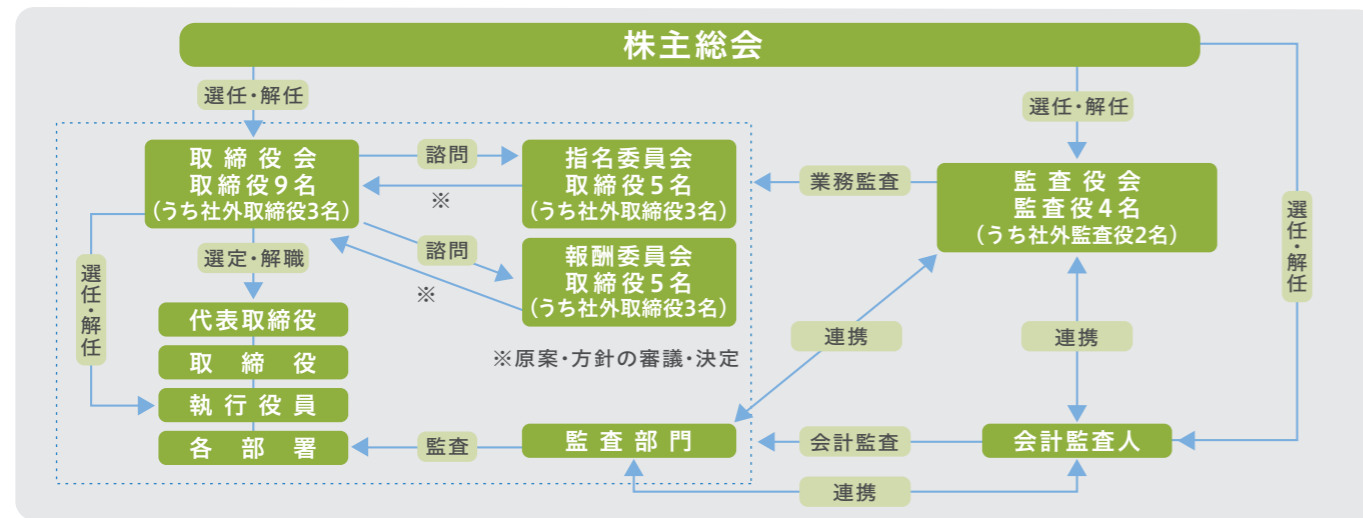 株主総会
選任・解任
選任・解任
選任・解任
取締役会
取締役9名
(うち社外取締役3名)
諮問
※
指名委員会
取締役5名
(うち社外取締役3名)
業務監査
監査役会
監査役4名
(うち社外監査役2名)
選任・解任
選定・解職
諮問
※
報酬委員会
取締役5名
(うち社外取締役3名)
代表取締役
取締役
執行役員
各部署
※原案・方針の審議・決定
連携
連携
監査
監査部門
会計監査
会計監査人
連携